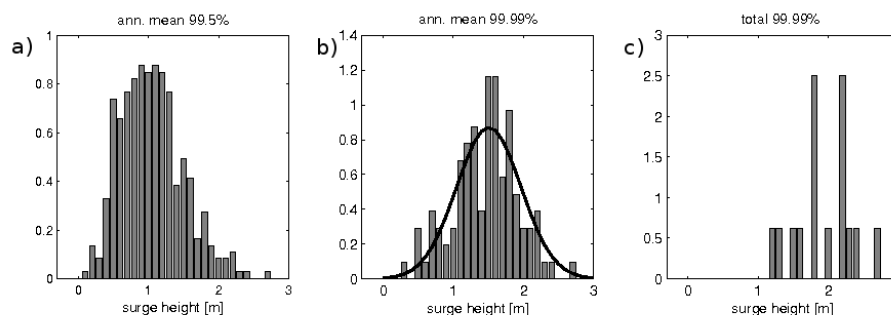 ann. mean 99.5%
a)
1
0.8
0.6
0.4
0.2
0
0 1 2 3
surge height [m]
ann. mean 99.99%
b)
1.4
1.2
1
0.8
0.6
0.4
0.2
0
0 1 2 3
surge height [m]
total 99.99%
c)
3
2.5
2
1.5
1
0.5
0
0 1 2
surge height [m]